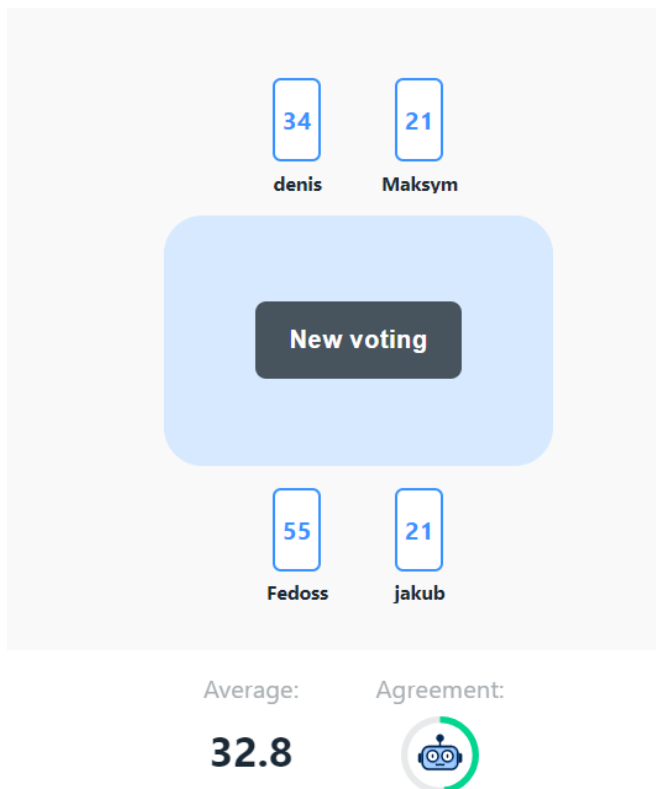 34 21
denis Maksym
New voting
55 21
Fedoss jakub
Average: Agreement:
32.8